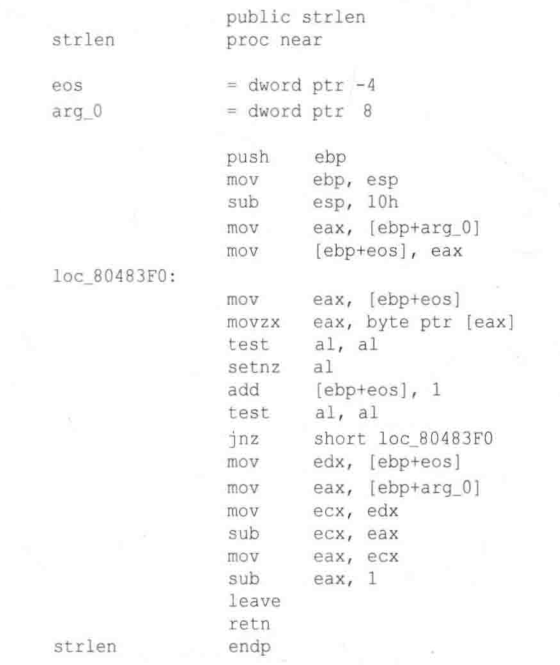 public strlen
strlen proc near
eos = dword ptr -4
arg_0 = dword ptr 8
push ebp
mov ebp, esp
sub esp, 10h
mov eax, [ebp+arg_0]
mov [ebp+eos], eax
loc_80483F0:
mov eax, [ebp+eos]
movzx eax, byte ptr [eax]
test al, al
setnz al
add [ebp+eos], 1
test al, al
jnz short loc_80483F0
mov edx, [ebp+eos]
mov eax, [ebp+arg_0]
mov ecx, edx
sub ecx, eax
mov eax, ecx
sub eax, 1
leave
retn
strlen endp